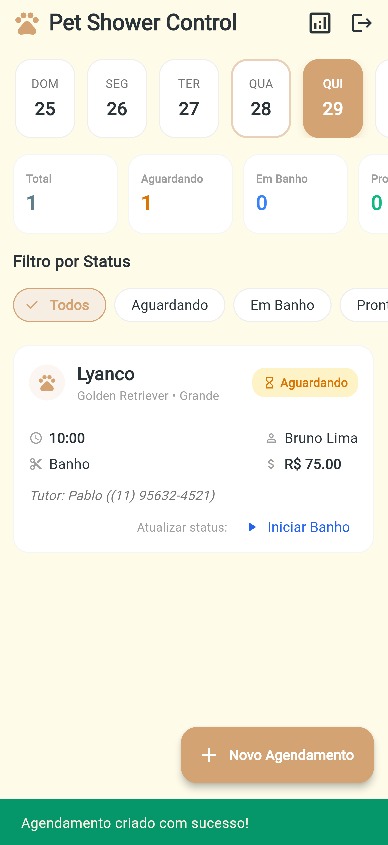 Pet Shower Control
DOM SEG TER QUA QUI
25 26 27 28 29
Total Aguardando Em Banho Pro
1 1 0 0
Filtro por Status
Todos Aguardando Em Banho Pront
Lyanco
Golden Retriever • Grande
Aguardando
10:00 Bruno Lima
Banho $ R$ 75.00
Tutor: Pablo ((11) 95632-4521)
Atualizar status: Iniciar Banho
+ Novo Agendamento
Agendamento criado com sucesso!